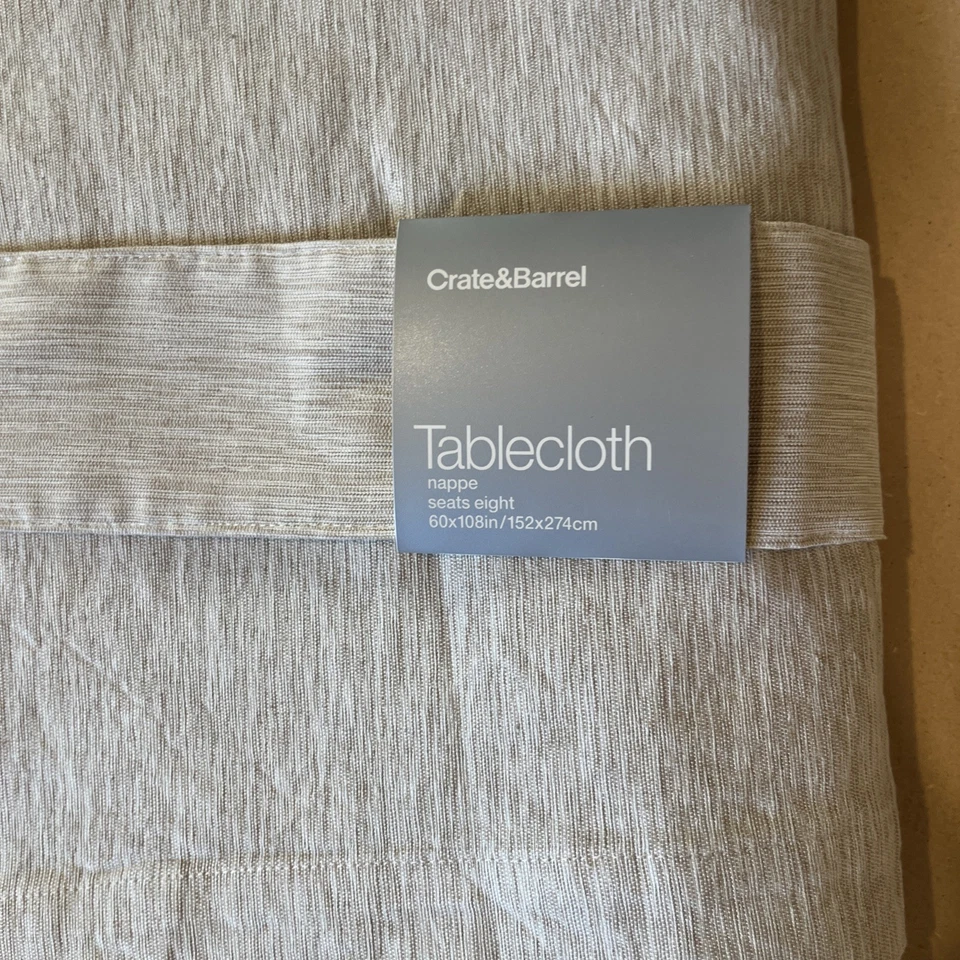 Crate&Barrel
Tablecloth
nappe
seats eight
60x108in/152x274cm